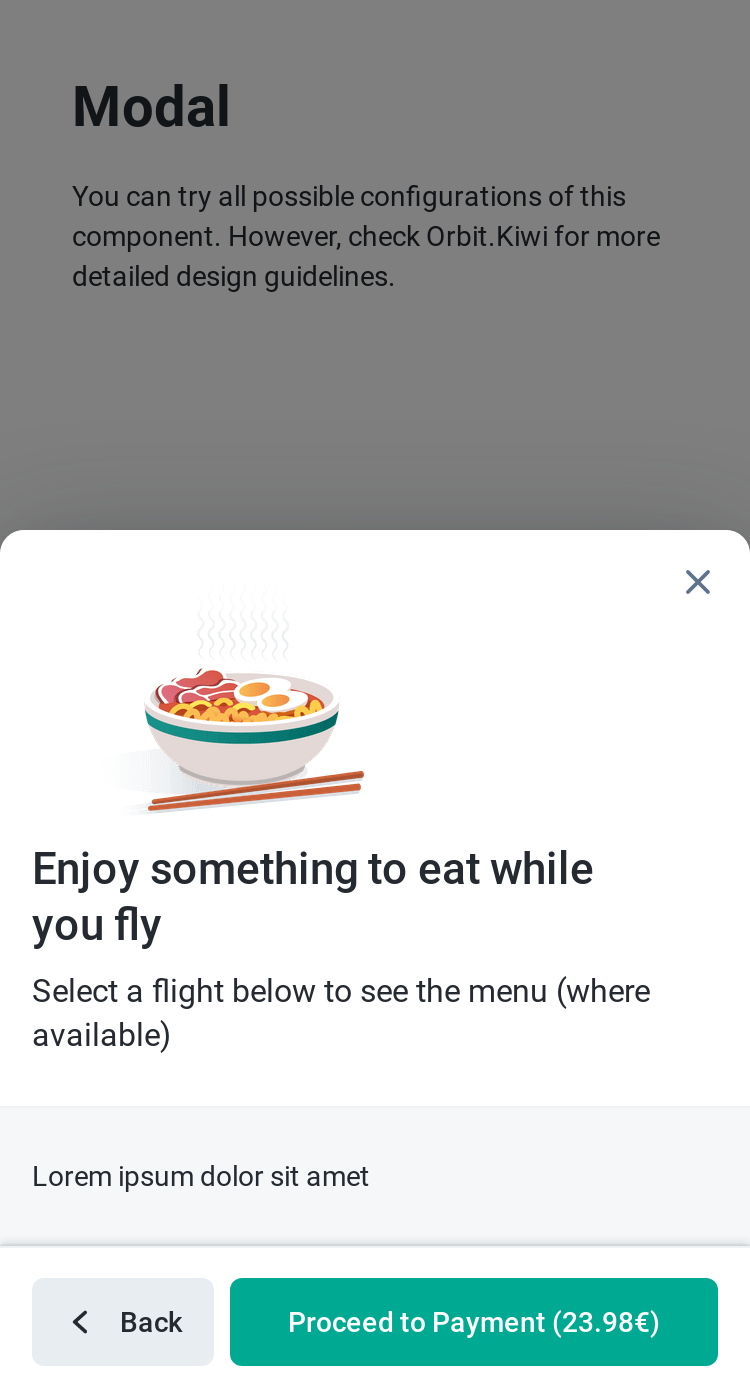 Modal
You can try all possible configurations of this
component. However, check Orbit.Kiwi for more
detailed design guidelines.
Enjoy something to eat while
you fly
Select a flight below to see the menu (where
available)
Lorem ipsum dolor sit amet
Back
Proceed to Payment (23.98€)